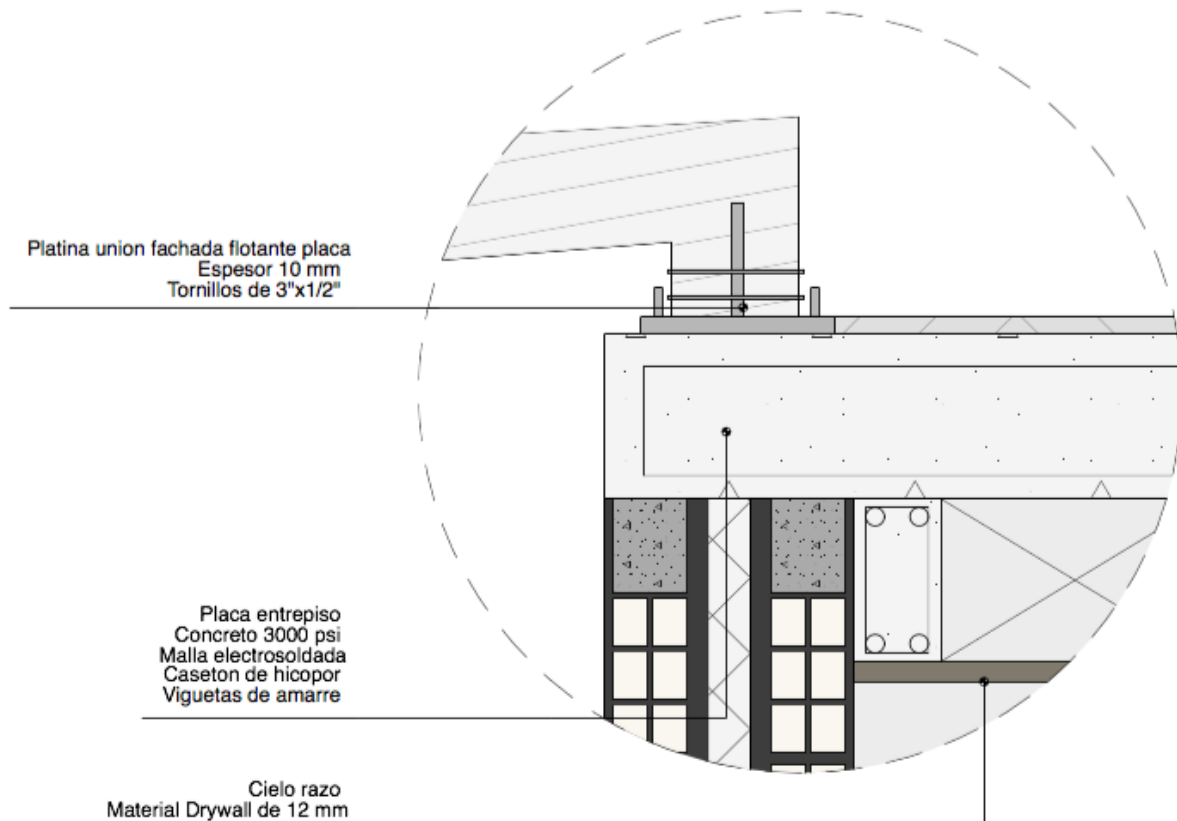 Platina union fachada flotante placa
Espesor 10 mm
Tornillos de 3"x1/2"
Placa entrepiso
Concreto 3000 psi
Malla electrosoldada
Caseton de hicopor
Viguetas de amarre
Cielo razo
Material Drywall de 12 mm